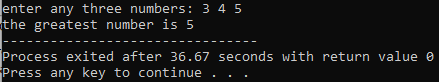 enter any three numbers: 3 4 5
the greatest number is 5
--------------------------------
Process exited after 36.67 seconds with return value 0
Press any key to continue . . .